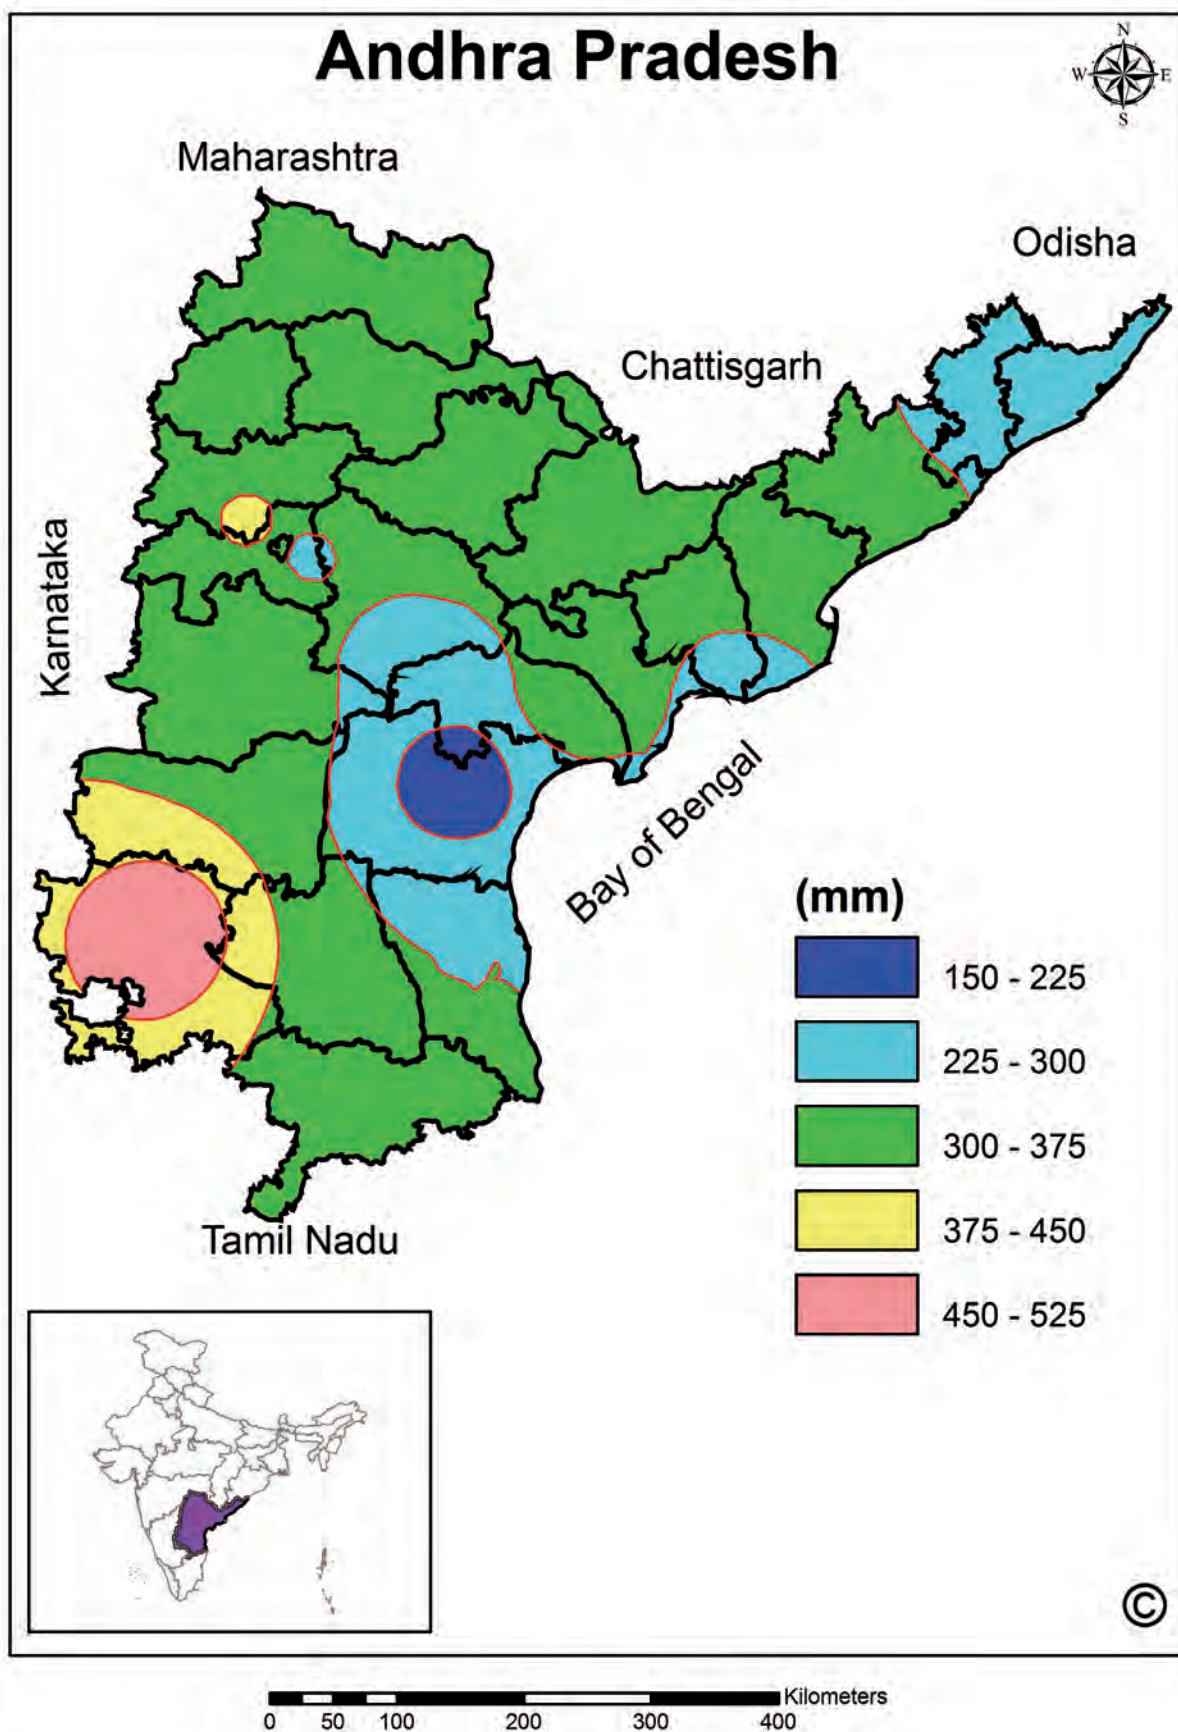 Andhra Pradesh
N
W
E
S
Maharashtra
Odisha
Chattisgarh
Karnataka
Bay of Bengal
(mm)
150 - 225
225 - 300
300 - 375
375 - 450
450 - 525
Tamil Nadu
©
Kilometers
0 50 100 200 300 400